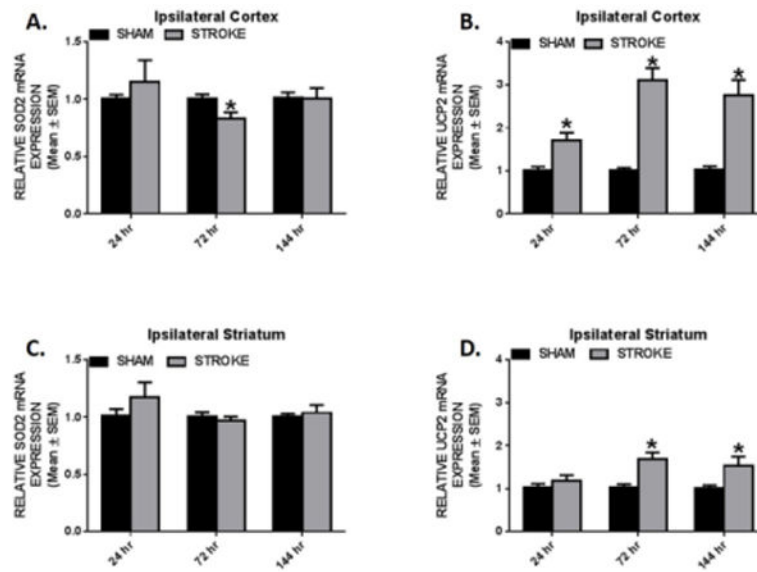 A.
Ipsilateral Cortex
SHAM STROKE
RELATIVE SOD2 mRNA
EXPRESSION
(Mean ± SEM)
1.5
1.0
0.5
0.0
*
24 hr
72 hr
144 hr
B.
Ipsilateral Cortex
SHAM STROKE
RELATIVE UCP2 mRNA
EXPRESSION
(Mean ± SEM)
4
3
2
1
0
* * *
24 hr
72 hr
144 hr
C.
Ipsilateral Striatum
SHAM STROKE
RELATIVE SOD2 mRNA
EXPRESSION
(Mean ± SEM)
1.5
1.0
0.5
0.0
24 hr
72 hr
144 hr
D.
Ipsilateral Striatum
SHAM STROKE
RELATIVE UCP2 mRNA
EXPRESSION
(Mean ± SEM)
4
3
2
1
0
* *
24 hr
72 hr
144 hr